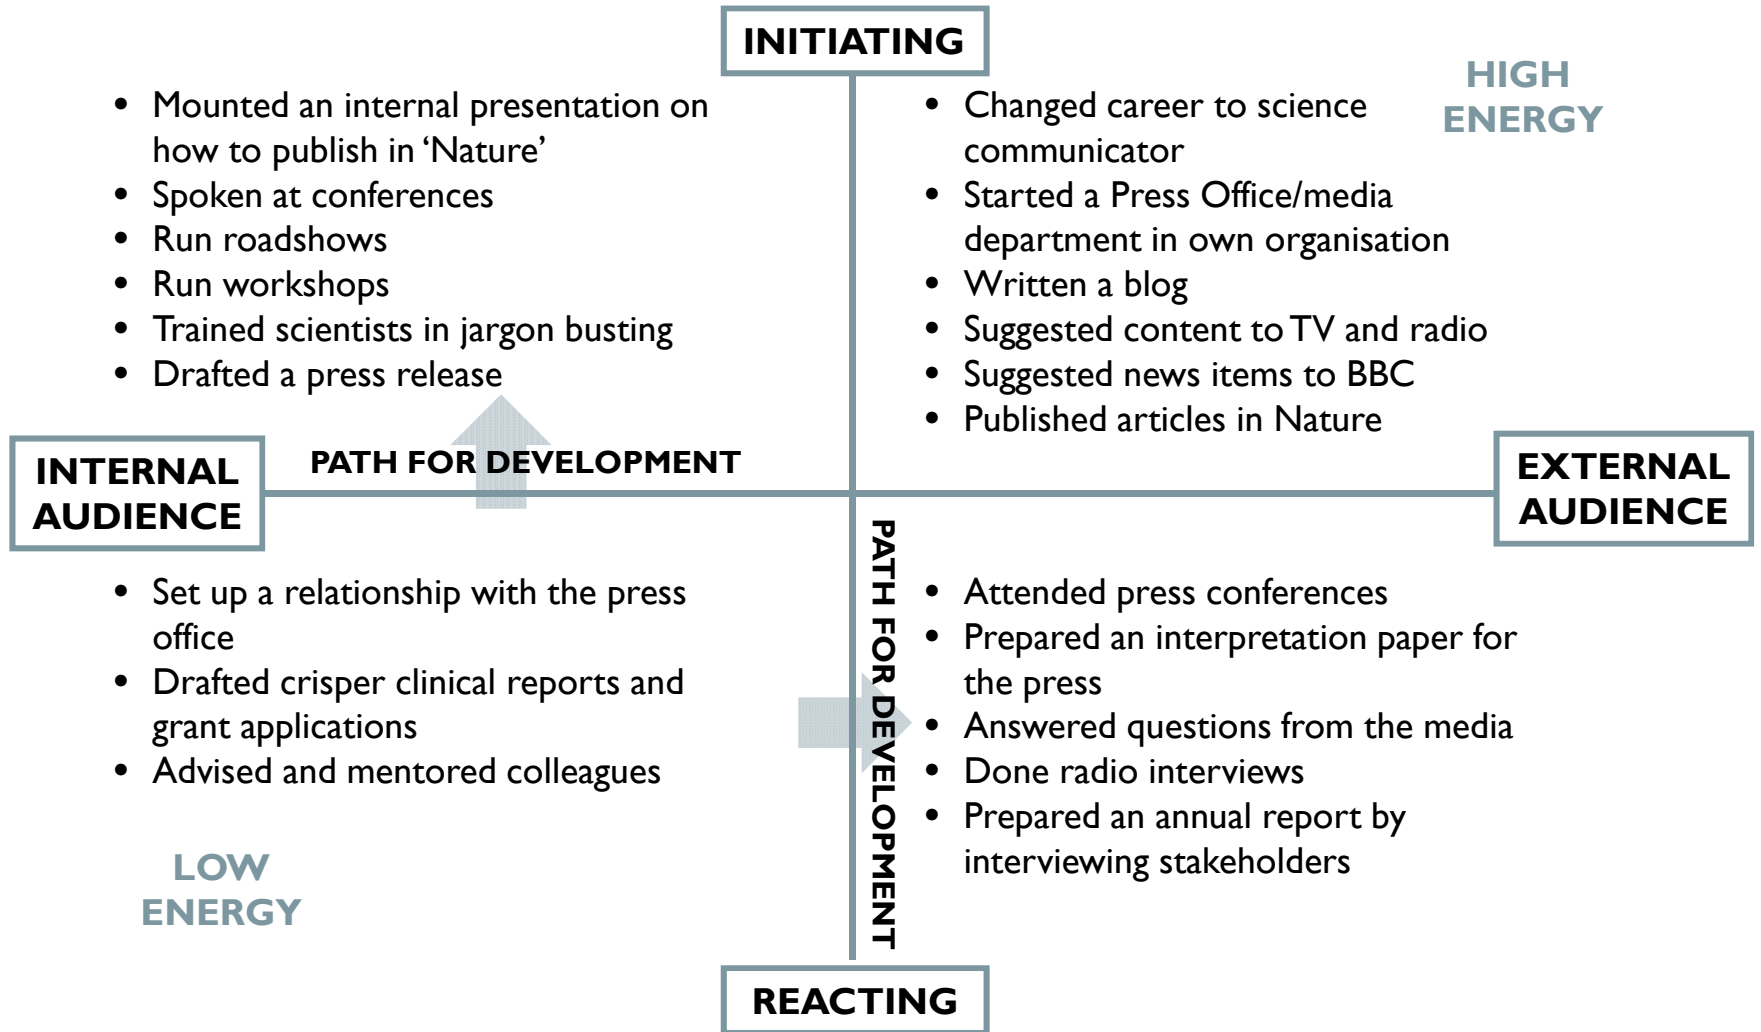 INITIATING
HIGH
ENERGY
• Mounted an internal presentation on
how to publish in ‘Nature’
• Spoken at conferences
• Run roadshows
• Run workshops
• Trained scientists in jargon busting
• Drafted a press release
• Changed career to science
communicator
• Started a Press Office/media
department in own organisation
• Written a blog
• Suggested content to TV and radio
• Suggested news items to BBC
• Published articles in Nature
INTERNAL
AUDIENCE
PATH FOR DEVELOPMENT
EXTERNAL
AUDIENCE
• Set up a relationship with the press
office
• Drafted crisper clinical reports and
grant applications
• Advised and mentored colleagues
LOW
ENERGY
PATH FOR DEVELOPMENT
• Attended press conferences
• Prepared an interpretation paper for
the press
• Answered questions from the media
• Done radio interviews
• Prepared an annual report by
interviewing stakeholders
REACTING